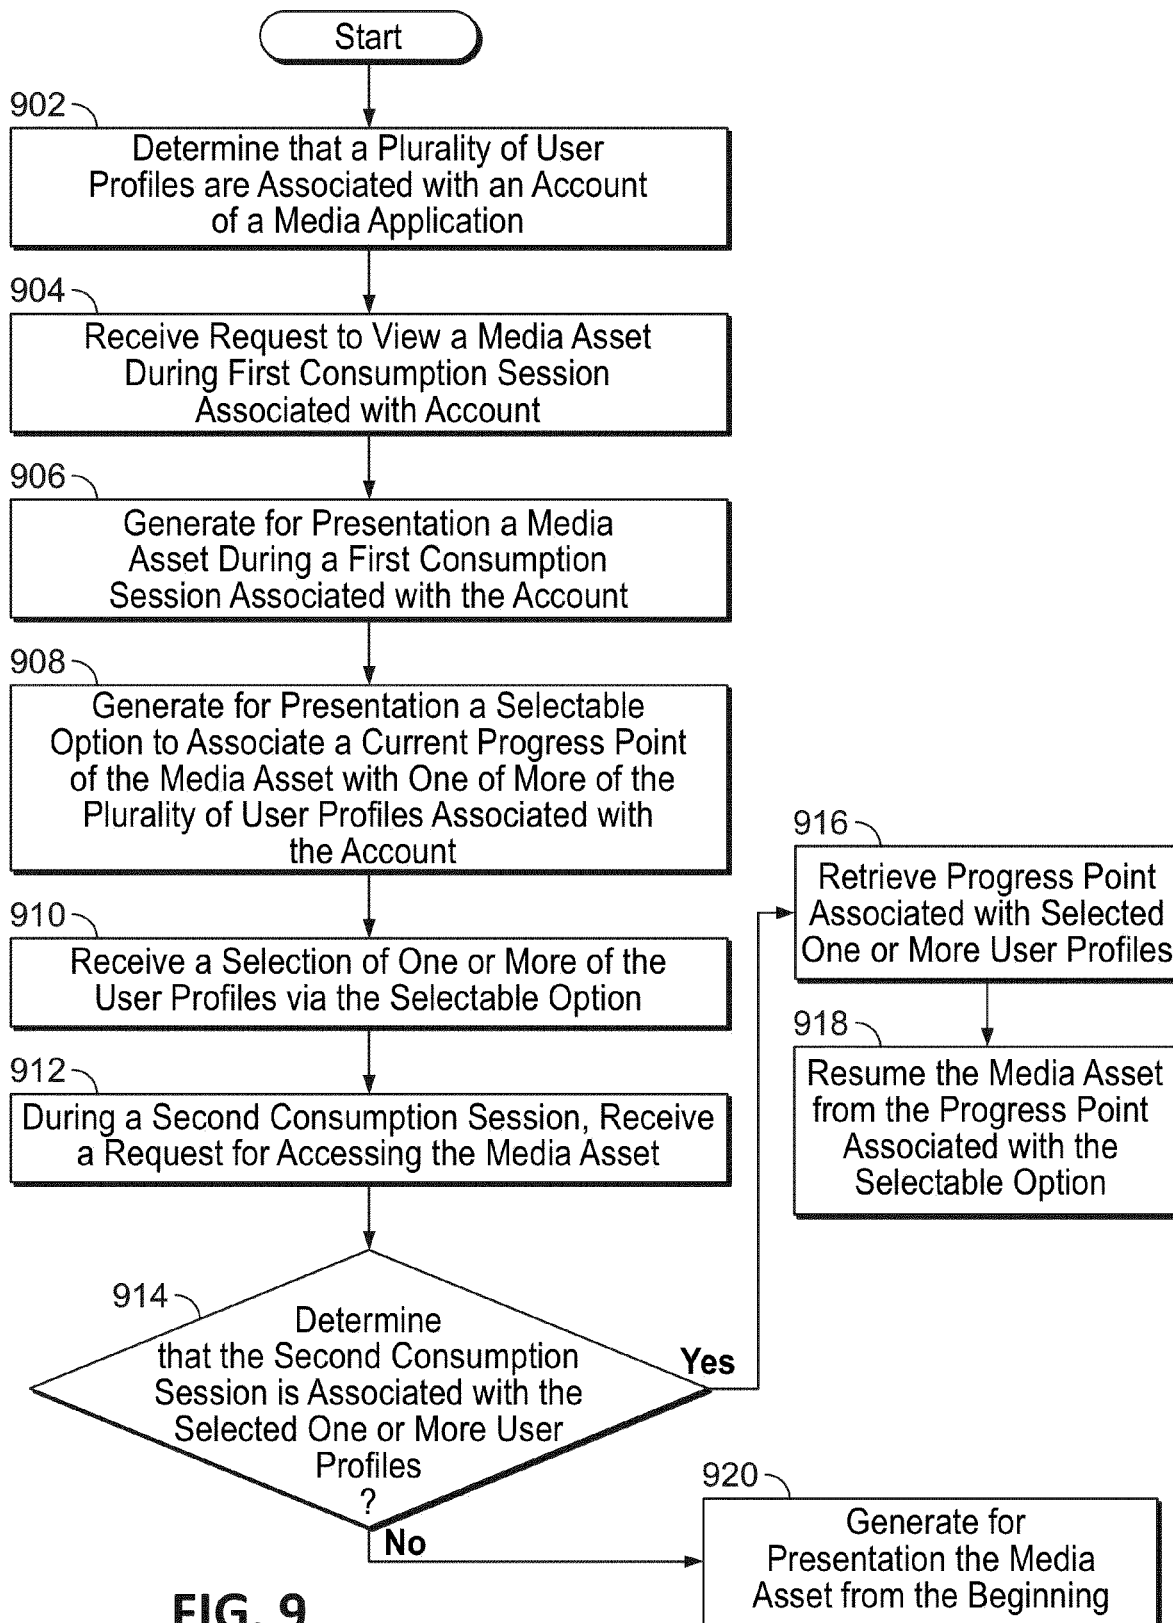 Start
902
Determine that a Plurality of User
Profiles are Associated with an Account
of a Media Application
904
Receive Request to View a Media Asset
During First Consumption Session
Associated with Account
906
Generate for Presentation a Media
Asset During a First Consumption
Session Associated with the Account
908
Generate for Presentation a Selectable
Option to Associate a Current Progress Point
of the Media Asset with One of More of the
Plurality of User Profiles Associated with
the Account
910
Receive a Selection of One or More of the
User Profiles via the Selectable Option
912
During a Second Consumption Session, Receive
a Request for Accessing the Media Asset
914
Determine
that the Second Consumption
Session is Associated with the
Selected One or More User
Profiles
?
Yes
916
Retrieve Progress Point
Associated with Selected
One or More User Profiles
918
Resume the Media Asset
from the Progress Point
Associated with the
Selectable Option
No
920
Generate for
Presentation the Media
Asset from the Beginning
FIG. 9